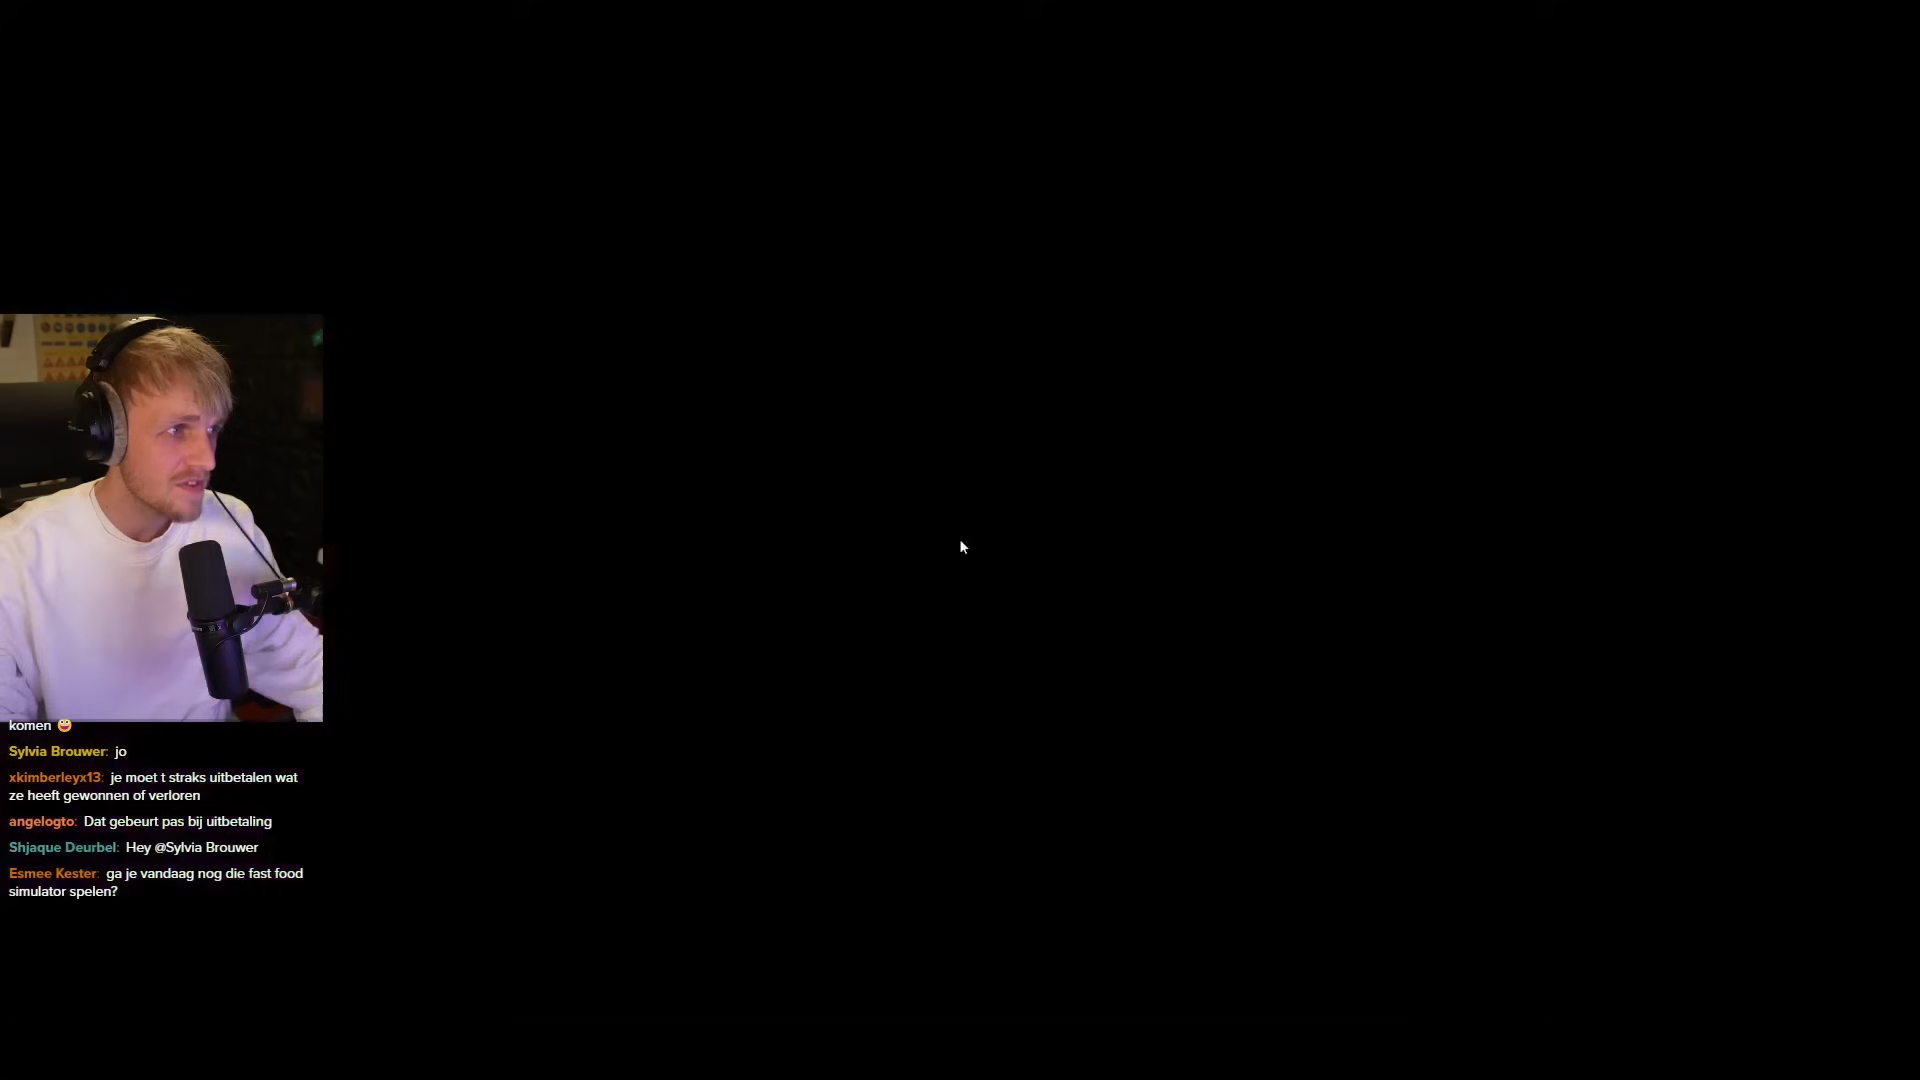 komen
Sylvia Brouwer: jo
xkimberleyx13: je moet t straks uitbetalen wat
ze heeft gewonnen of verloren
angelogto: Dat gebeurt pas bij uitbetaling
Shjaque Deurbel: Hey @Sylvia Brouwer
Esmee Kester: ga je vandaag nog die fast food
simulator spelen?